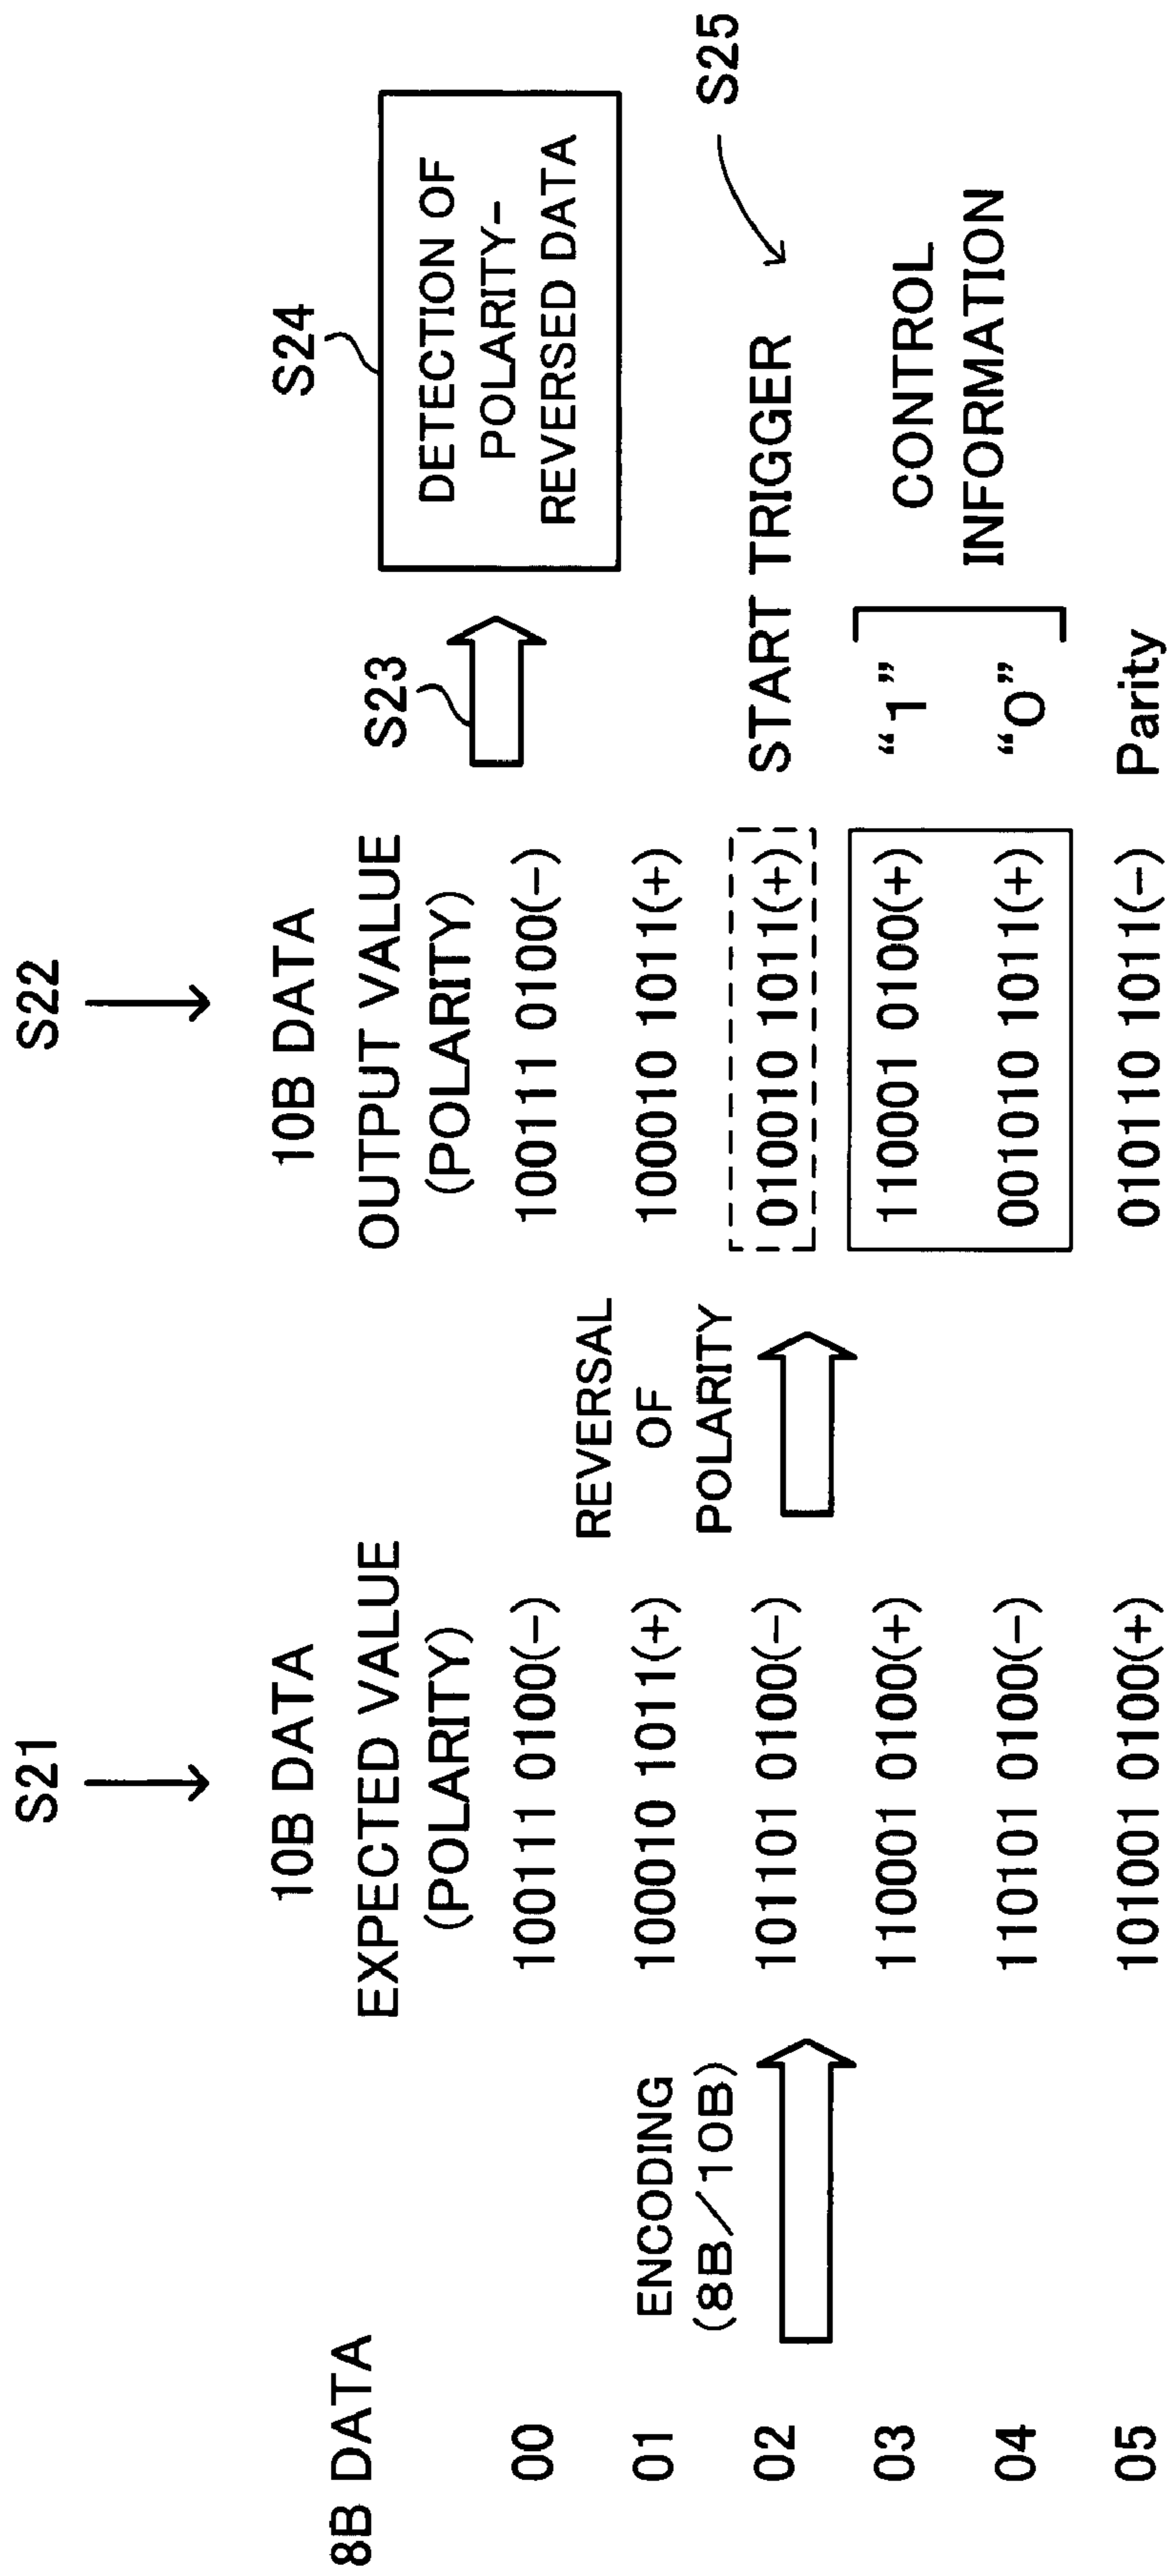 S21
S22
8B DATA
10B DATA
EXPECTED VALUE
(POLARITY)
10B DATA
OUTPUT VALUE
(POLARITY)
S23
S24
DETECTION OF
POLARITY-
REVERSED DATA
ENCODING
(8B/10B)
REVERSAL
OF
POLARITY
00 100111 0100(-) 100111 0100(-)
01 100010 1011(+) 100010 1011(+)
02 101101 0100(-) 010010 1011(+) START TRIGGER
S25
03 110001 0100(+) 110001 0100(+) “1”
04 110101 0100(-) 001010 1011(+) “0”
CONTROL
INFORMATION
05 101001 0100(+) 010110 1011(-) Parity